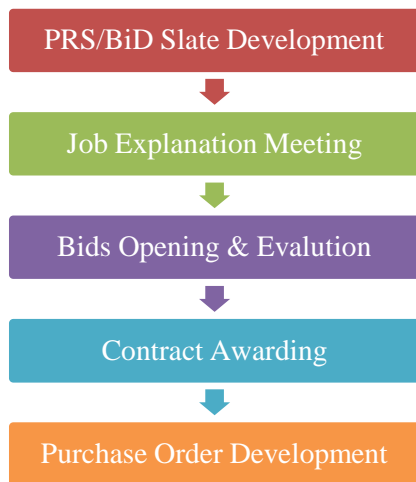 PRS/BiD Slate Development
Job Explanation Meeting
Bids Opening & Evalution
Contract Awarding
Purchase Order Development